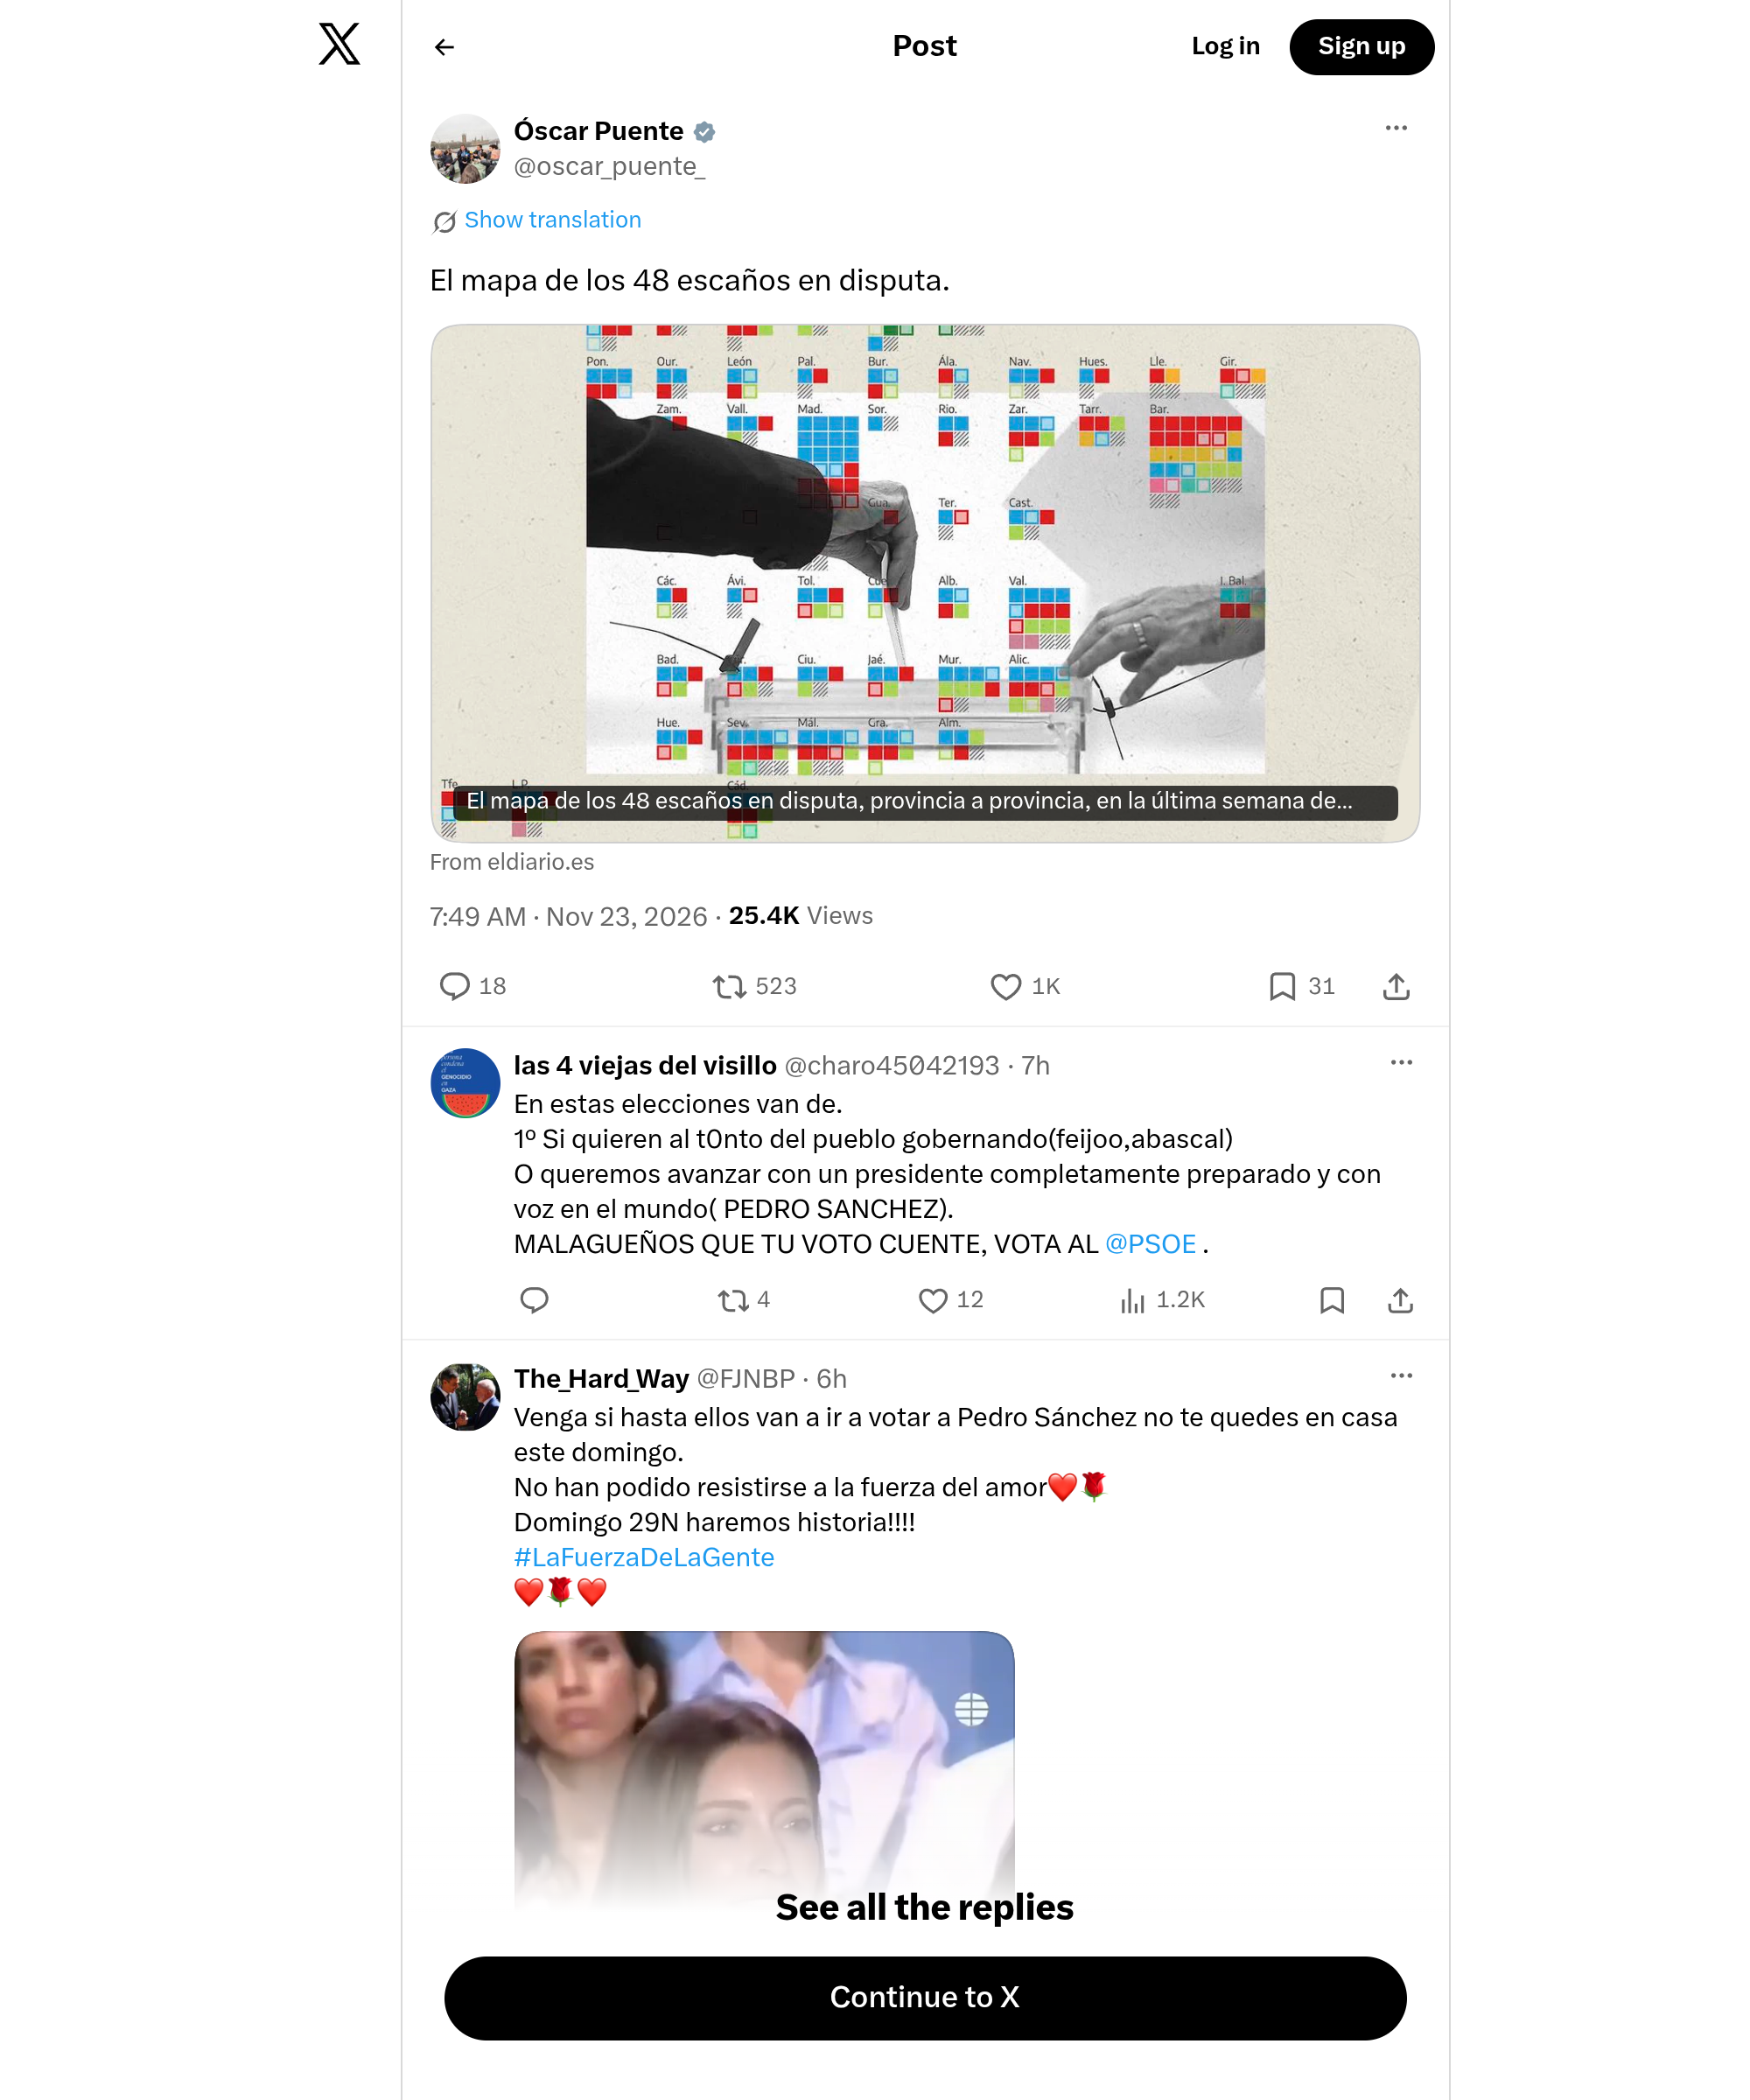 Post
Log in
Sign up
Óscar Puente
@oscar_puente_
Show translation
El mapa de los 48 escaños en disputa.
Pon. Our. León Pal. Bur. Ála. Nav. Hues. Lle. Gir.
Zam. Vall. Mad. Sor. Rio. Zar. Tarr. Bar.
Gua. Ter. Cast.
Các. Ávi. Tol. Cue. Alb. Val. I. Bal.
Bad. Ciu. Jaé. Mur. Alic.
Hue. Sev. Mál. Gra. Alm.
Tfe. L.P. Cád.
El mapa de los 48 escaños en disputa, provincia a provincia, en la última semana de...
From eldiario.es
7:49 AM · Nov 23, 2026 · 25.4K Views
18 523 1K 31
GENOCIDIO
en
GAZA
las 4 viejas del visillo @charo45042193 · 7h
En estas elecciones van de.
1º Si quieren al t0nto del pueblo gobernando(feijoo,abascal)
O queremos avanzar con un presidente completamente preparado y con
voz en el mundo( PEDRO SANCHEZ).
MALAGUEÑOS QUE TU VOTO CUENTE, VOTA AL @PSOE .
4 12 1.2K
The_Hard_Way @FJNBP · 6h
Venga si hasta ellos van a ir a votar a Pedro Sánchez no te quedes en casa
este domingo.
No han podido resistirse a la fuerza del amor❤️🌹
Domingo 29N haremos historia!!!!
#LaFuerzaDeLaGente
❤️🌹❤️
See all the replies
Continue to X